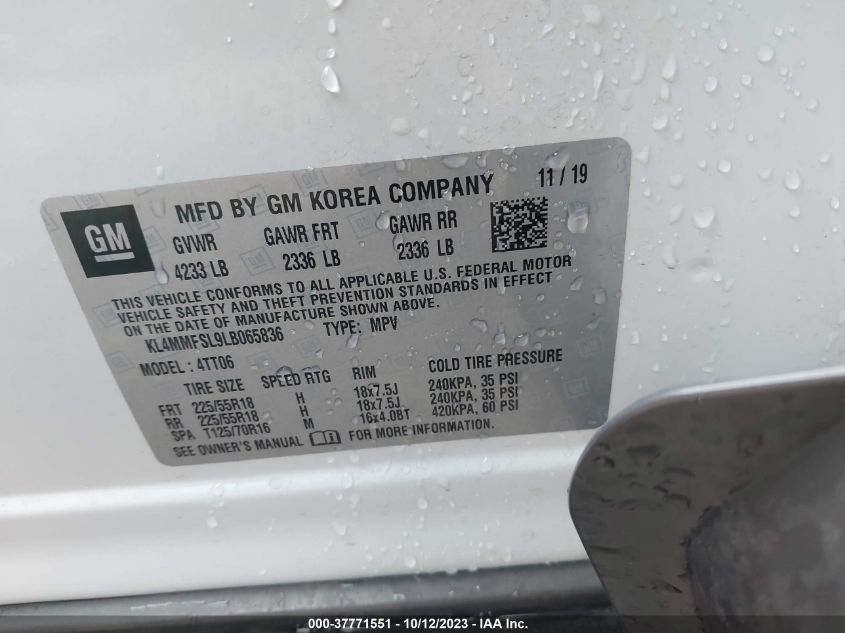 GM
MFD BY GM KOREA COMPANY 11 / 19
GVWR GAWR FRT GAWR RR
4233 LB 2336 LB 2336 LB
THIS VEHICLE CONFORMS TO ALL APPLICABLE U.S. FEDERAL MOTOR
VEHICLE SAFETY AND THEFT PREVENTION STANDARDS IN EFFECT
ON THE DATE OF MANUFACTURE SHOWN ABOVE.
KL4MMFSL9LB065836 TYPE: MPV
MODEL: 4TT06
TIRE SIZE SPEED RTG RIM COLD TIRE PRESSURE
FRT 225/55R18 H 18x7.5J 240KPA, 35 PSI
RR 225/55R18 H 18x7.5J 240KPA, 35 PSI
SPA T125/70R16 M 16x4.0BT 420KPA, 60 PSI
SEE OWNER'S MANUAL FOR MORE INFORMATION.
000-37771551 - 10/12/2023 - IAA Inc.